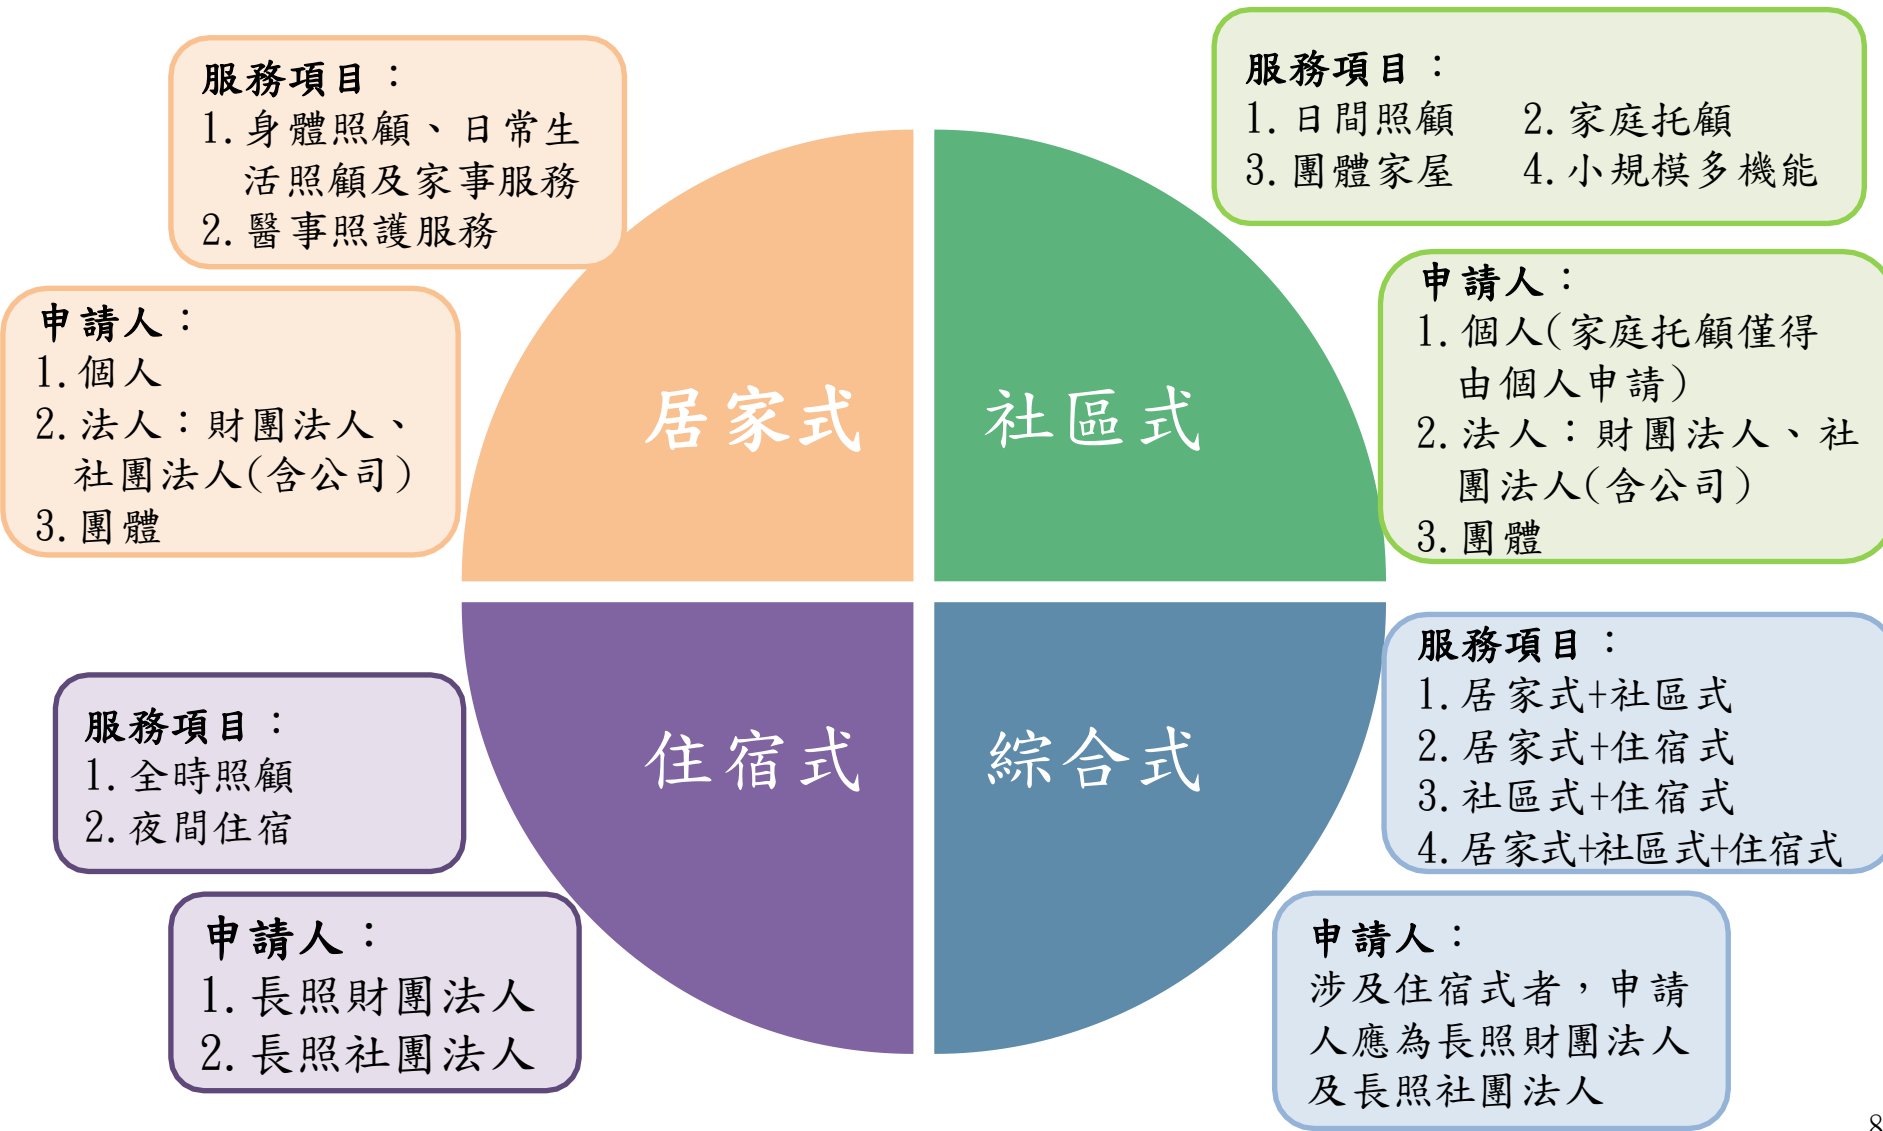 服務項目：
1.身體照顧、日常生
活照顧及家事服務
2.醫事照護服務
申請人：
1.個人
2.法人：財團法人、
社團法人(含公司)
3.團體
居家式
服務項目：
1.日間照顧 2.家庭托顧
3.團體家屋 4.小規模多機能
申請人：
1.個人(家庭托顧僅得
由個人申請)
2.法人：財團法人、社
團法人(含公司)
3.團體
社區式
服務項目：
1.全時照顧
2.夜間住宿
申請人：
1.長照財團法人
2.長照社團法人
住宿式
綜合式
服務項目：
1.居家式+社區式
2.居家式+住宿式
3.社區式+住宿式
4.居家式+社區式+住宿式
申請人：
涉及住宿式者，申請
人應為長照財團法人
及長照社團法人
8